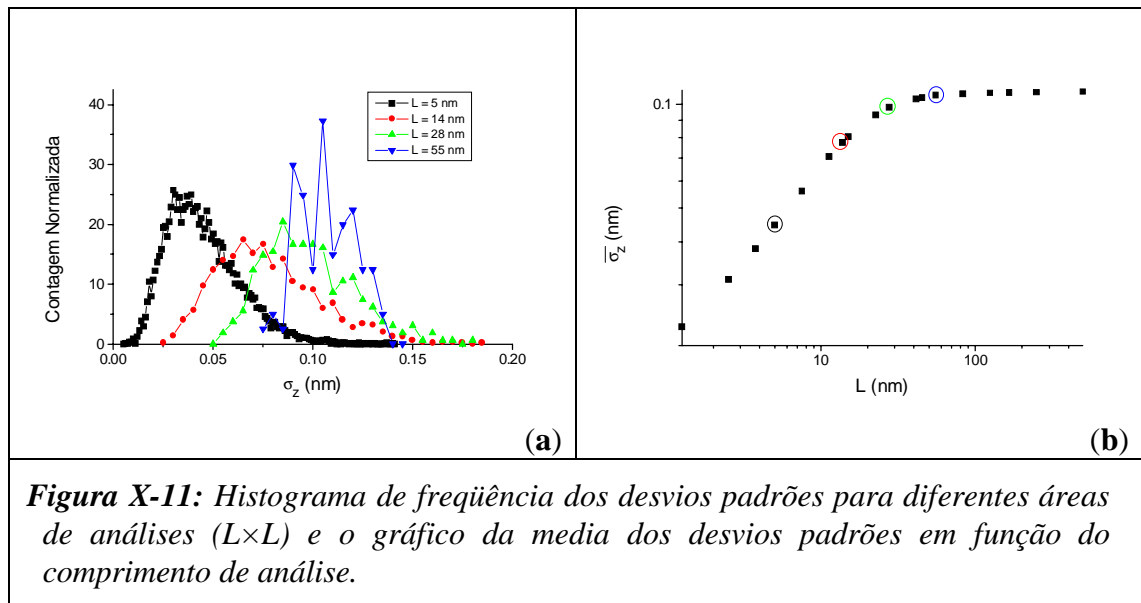 40
30
20
10
0
0.00 0.05 0.10 0.15 0.20
Contagem Normalizada
σz (nm)
L = 5 nm
L = 14 nm
L = 28 nm
L = 55 nm
(a)
0.1
10 100
σz (nm)
L (nm)
(b)
Figura X-11: Histograma de freqüência dos desvios padrões para diferentes áreas
de análises (L×L) e o gráfico da media dos desvios padrões em função do
comprimento de análise.